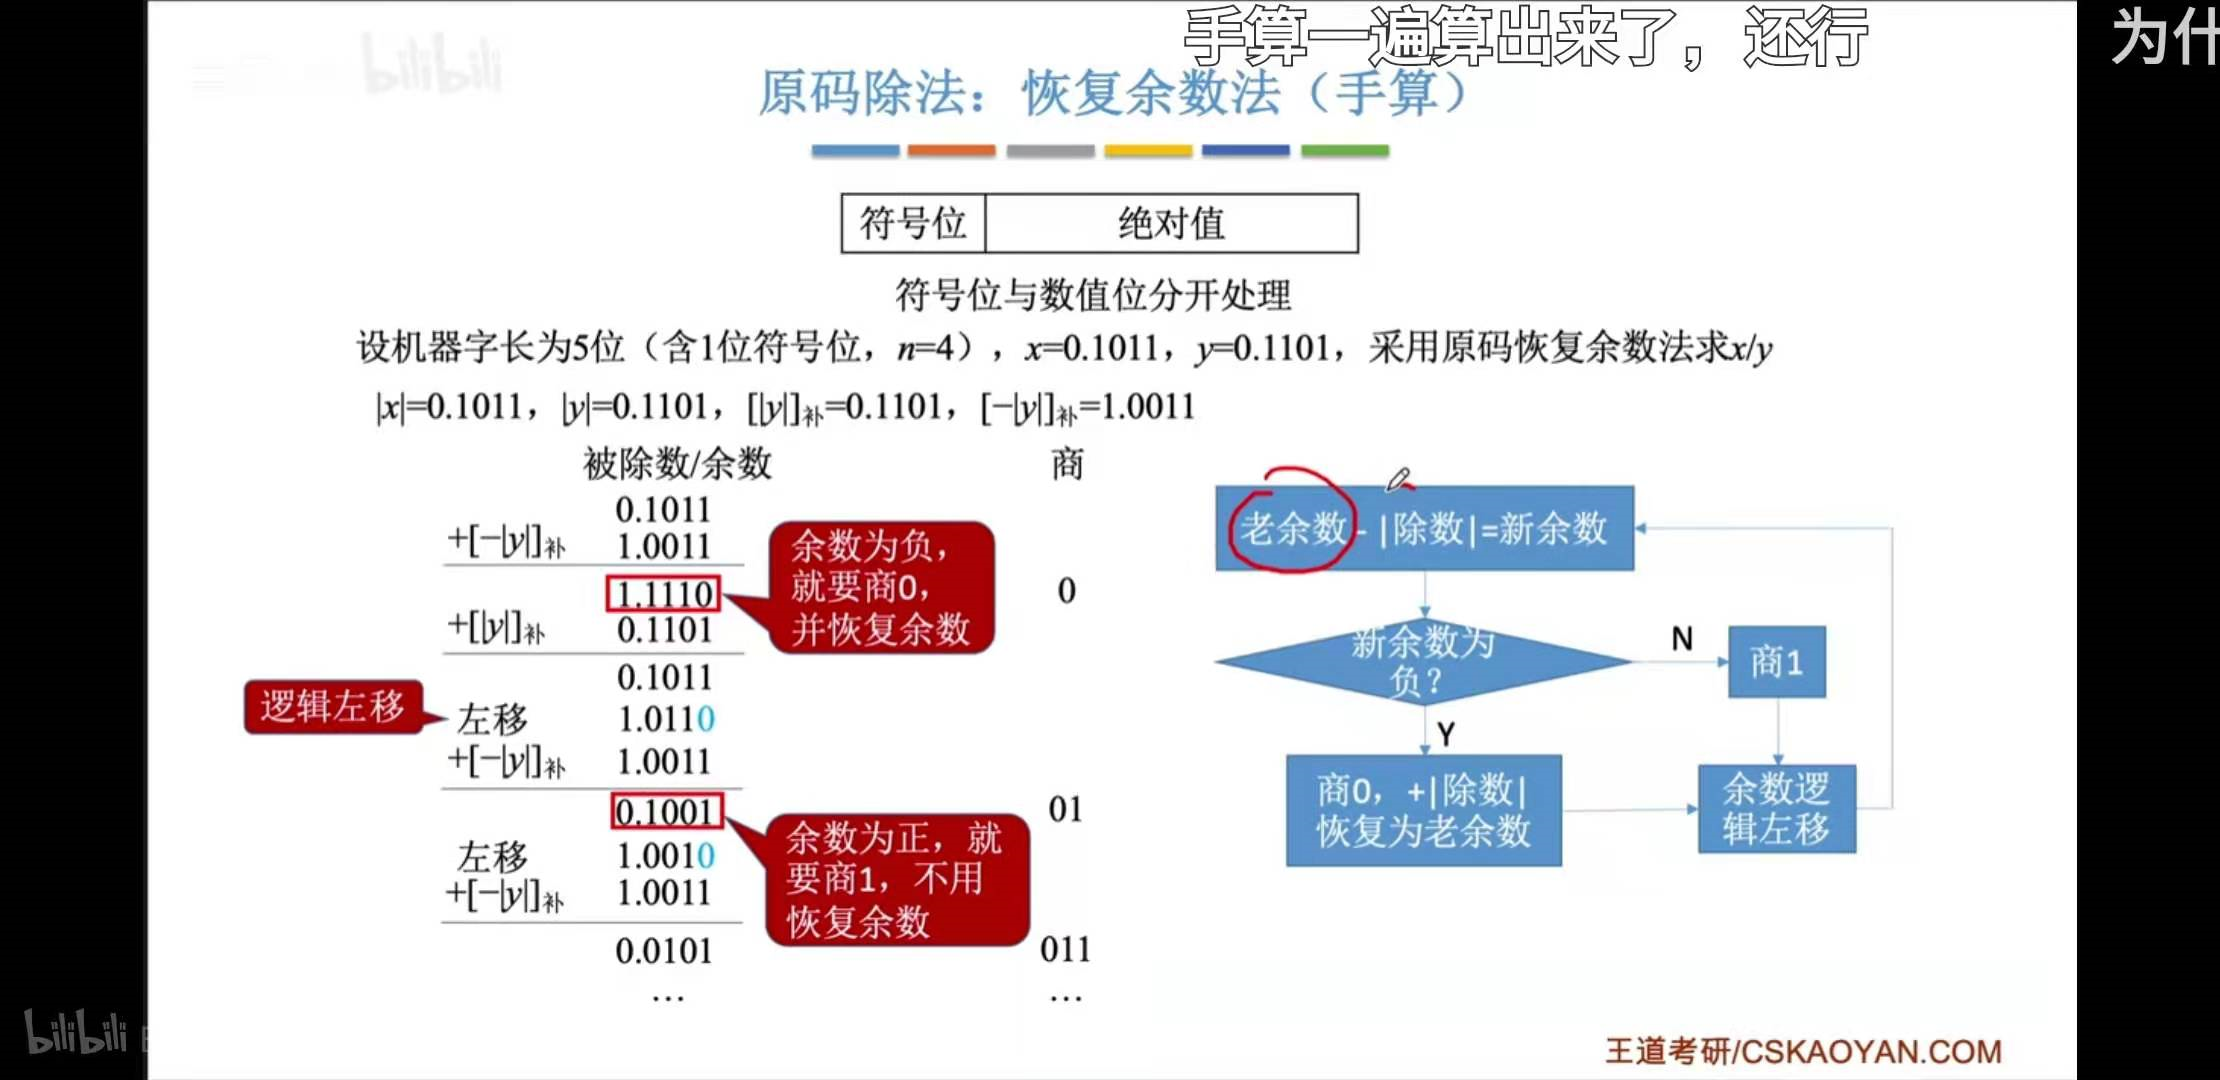 手算一遍算出来了，还行
为什
bilibili
原码除法：恢复余数法（手算）
符号位 绝对值
符号位与数值位分开处理
设机器字长为5位（含1位符号位，n=4），x=0.1011，y=0.1101，采用原码恢复余数法求x/y
|x|=0.1011，|y|=0.1101，[|y|]补=0.1101，[−|y|]补=1.0011
被除数/余数 商
0.1011
+[−|y|]补 1.0011
1.1110 0
+[|y|]补 0.1101
0.1011
左移 1.0110
+[−|y|]补 1.0011
0.1001 01
左移 1.0010
+[−|y|]补 1.0011
0.0101 011
… …
余数为负，
就要商0，
并恢复余数
逻辑左移
余数为正，就
要商1，不用
恢复余数
老余数 - |除数|=新余数
新余数为
负？
N
商1
Y
商0，+|除数|
恢复为老余数
余数逻
辑左移
bilibili
王道考研/CSKAOYAN.COM